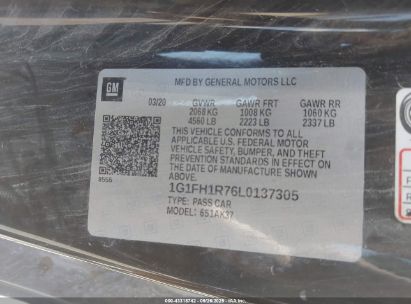 GM
MFD BY GENERAL MOTORS LLC
03/20 GVWR GAWR FRT GAWR RR
2068 KG 1008 KG 1060 KG
4560 LB 2223 LB 2337 LB
THIS VEHICLE CONFORMS TO ALL
APPLICABLE U.S. FEDERAL MOTOR
VEHICLE SAFETY, BUMPER, AND THEFT
PREVENTION STANDARDS IN EFFECT ON
THE DATE OF MANUFACTURE SHOWN
ABOVE.
8556
1G1FH1R76L0137305
TYPE: PASS CAR
MODEL: 6S1AK37